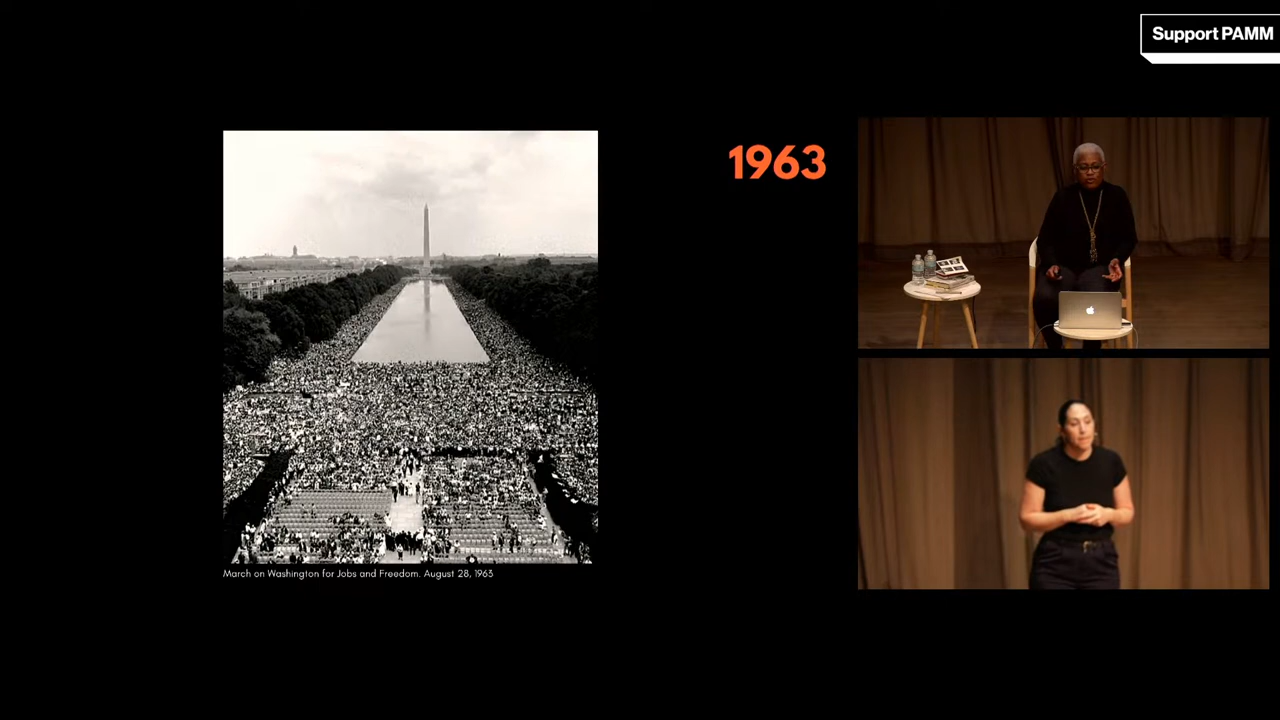 Support PAMM
1963
March on Washington for Jobs and Freedom. August 28, 1963